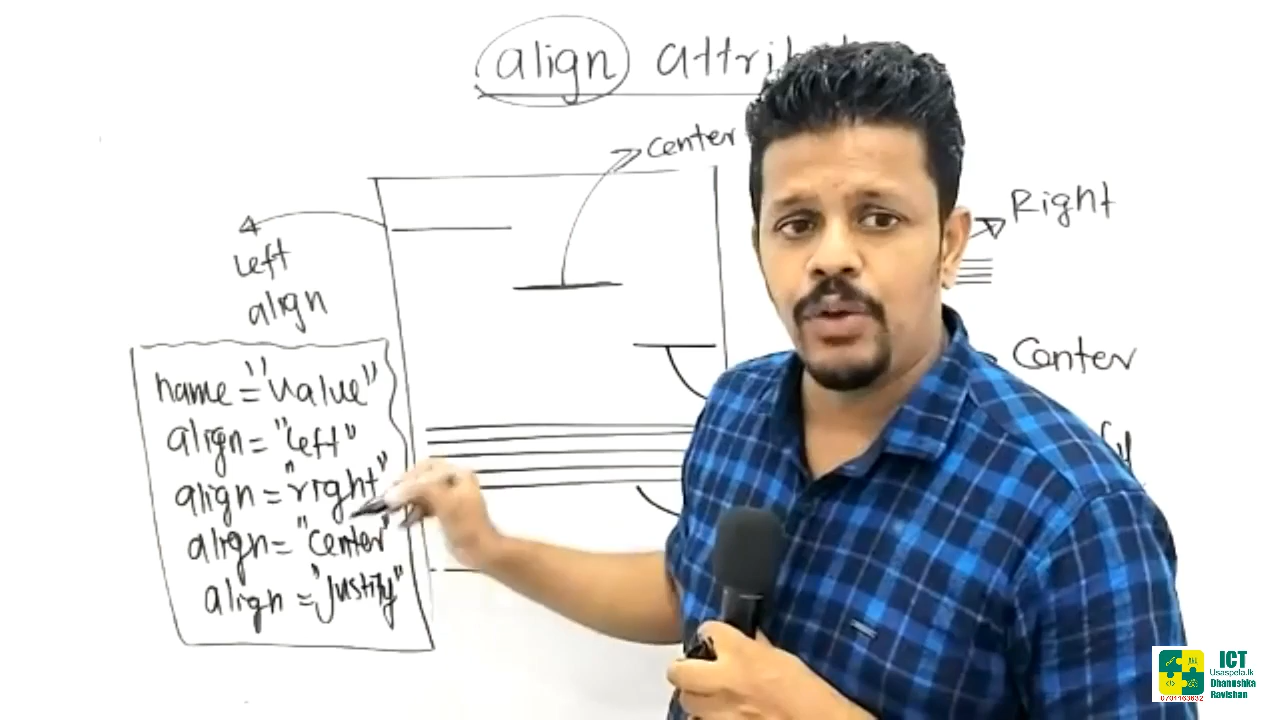 align attrib
center
Right
left
align
Center
name="value"
align="left"
align="right"
align="center"
align="justify"
ICT
Usaspela.lk
Dhanushka
Ravishan
0704163632